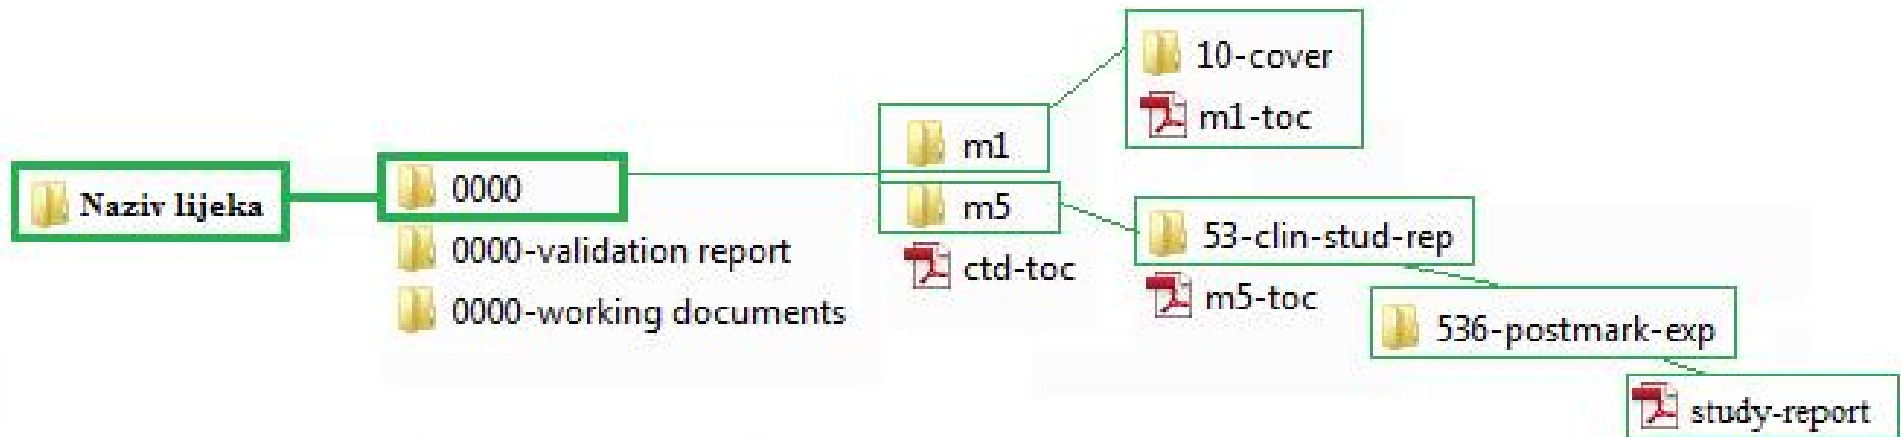 Naziv lijeka
0000
0000-validation report
0000-working documents
m1
m5
ctd-toc
10-cover
m1-toc
53-clin-stud-rep
m5-toc
536-postmark-exp
study-report